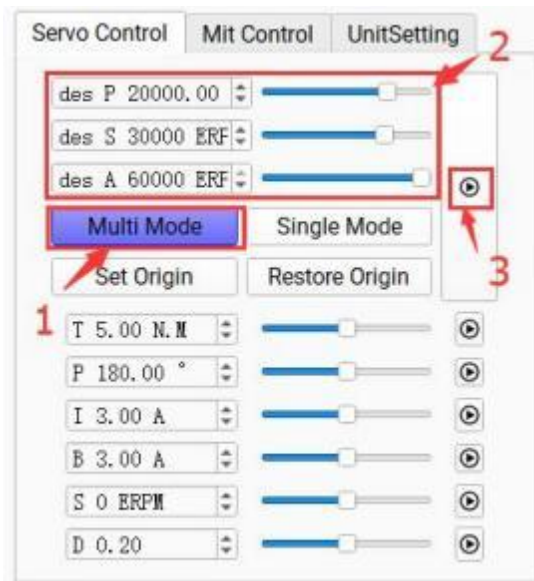 Servo Control Mit Control UnitSetting
2
des P 20000.00
des S 30000 ERF
des A 60000 ERF
Multi Mode Single Mode
3
Set Origin Restore Origin
1
T 5.00 N.M
P 180.00 °
I 3.00 A
B 3.00 A
S 0 ERPM
D 0.20